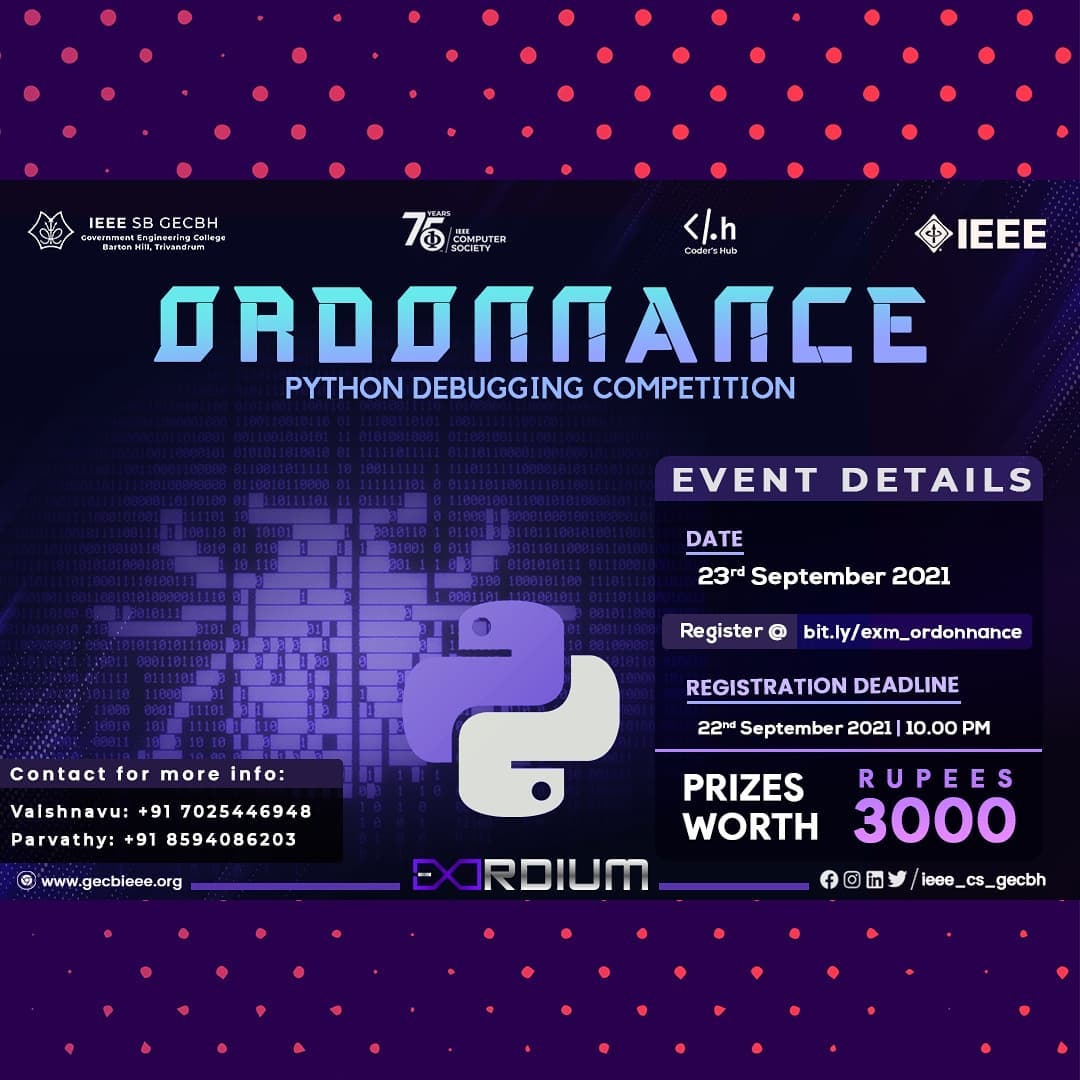 IEEE SB GECBH
Government Engineering College
Barton Hill, Trivandrum
75 YEARS
IEEE
COMPUTER
SOCIETY
</.h
Coder's Hub
IEEE
ORDONNANCE
PYTHON DEBUGGING COMPETITION
EVENT DETAILS
DATE
23rd September 2021
Register @ bit.ly/exm_ordonnance
REGISTRATION DEADLINE
22nd September 2021 | 10.00 PM
PRIZES
WORTH
RUPEES
3000
Contact for more info:
Vaishnavu: +91 7025446948
Parvathy: +91 8594086203
www.gecbieee.org
EXORDIUM
/ieee_cs_gecbh